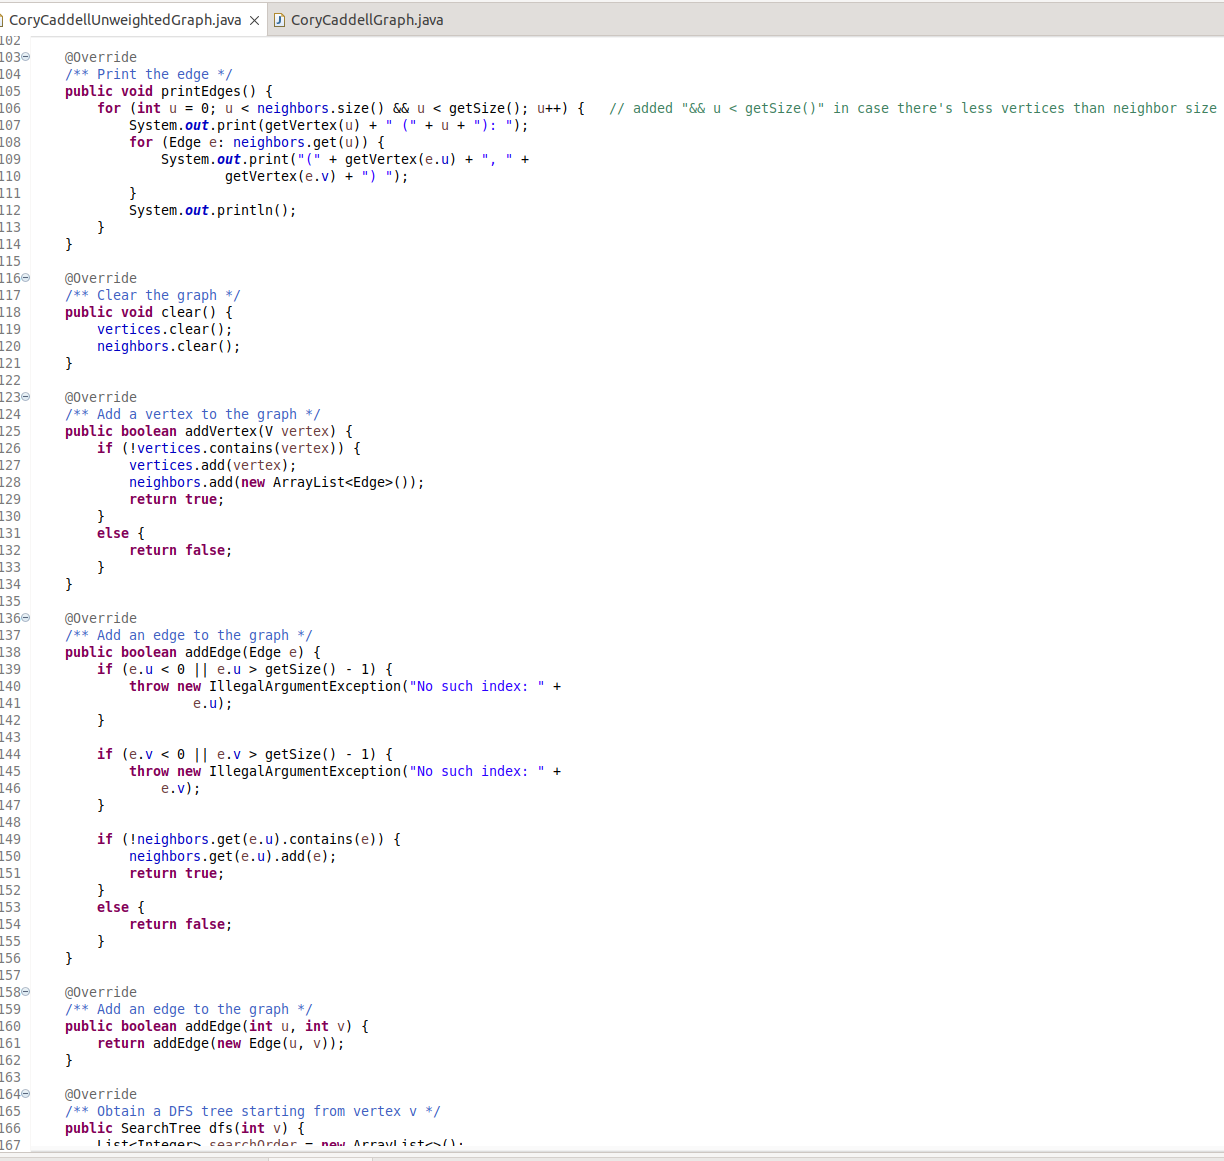 CoryCaddellUnweightedGraph.java CoryCaddellGraph.java
102
103 @Override
104 /** Print the edge */
105 public void printEdges() {
106 for (int u = 0; u < neighbors.size() && u < getSize(); u++) { // added "&& u < getSize()" in case there's less vertices than neighbor size
107 System.out.print(getVertex(u) + " (" + u + "): ");
108 for (Edge e: neighbors.get(u)) {
109 System.out.print("(" + getVertex(e.u) + ", " +
110 getVertex(e.v) + ") ");
111 }
112 System.out.println();
113 }
114 }
115
116 @Override
117 /** Clear the graph */
118 public void clear() {
119 vertices.clear();
120 neighbors.clear();
121 }
122
123 @Override
124 /** Add a vertex to the graph */
125 public boolean addVertex(V vertex) {
126 if (!vertices.contains(vertex)) {
127 vertices.add(vertex);
128 neighbors.add(new ArrayList<Edge>());
129 return true;
130 }
131 else {
132 return false;
133 }
134 }
135
136 @Override
137 /** Add an edge to the graph */
138 public boolean addEdge(Edge e) {
139 if (e.u < 0 || e.u > getSize() - 1) {
140 throw new IllegalArgumentException("No such index: " +
141 e.u);
142 }
143
144 if (e.v < 0 || e.v > getSize() - 1) {
145 throw new IllegalArgumentException("No such index: " +
146 e.v);
147 }
148
149 if (!neighbors.get(e.u).contains(e)) {
150 neighbors.get(e.u).add(e);
151 return true;
152 }
153 else {
154 return false;
155 }
156 }
157
158 @Override
159 /** Add an edge to the graph */
160 public boolean addEdge(int u, int v) {
161 return addEdge(new Edge(u, v));
162 }
163
164 @Override
165 /** Obtain a DFS tree starting from vertex v */
166 public SearchTree dfs(int v) {
167 List<Integer> searchOrder = new ArrayList<>();